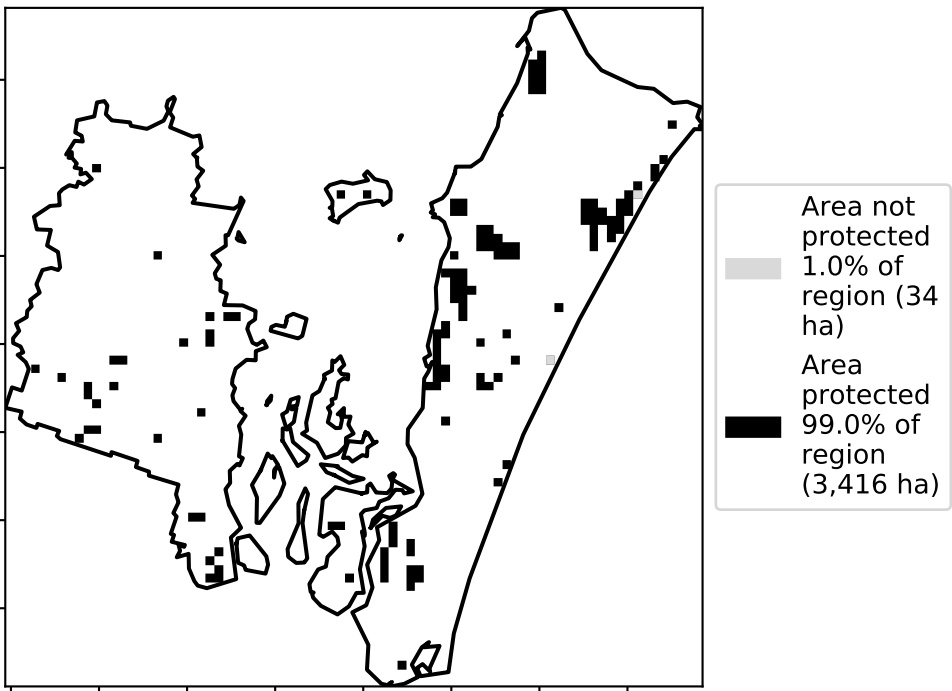 Area not
protected
1.0% of
region (34
ha)
Area
protected
99.0% of
region
(3,416 ha)